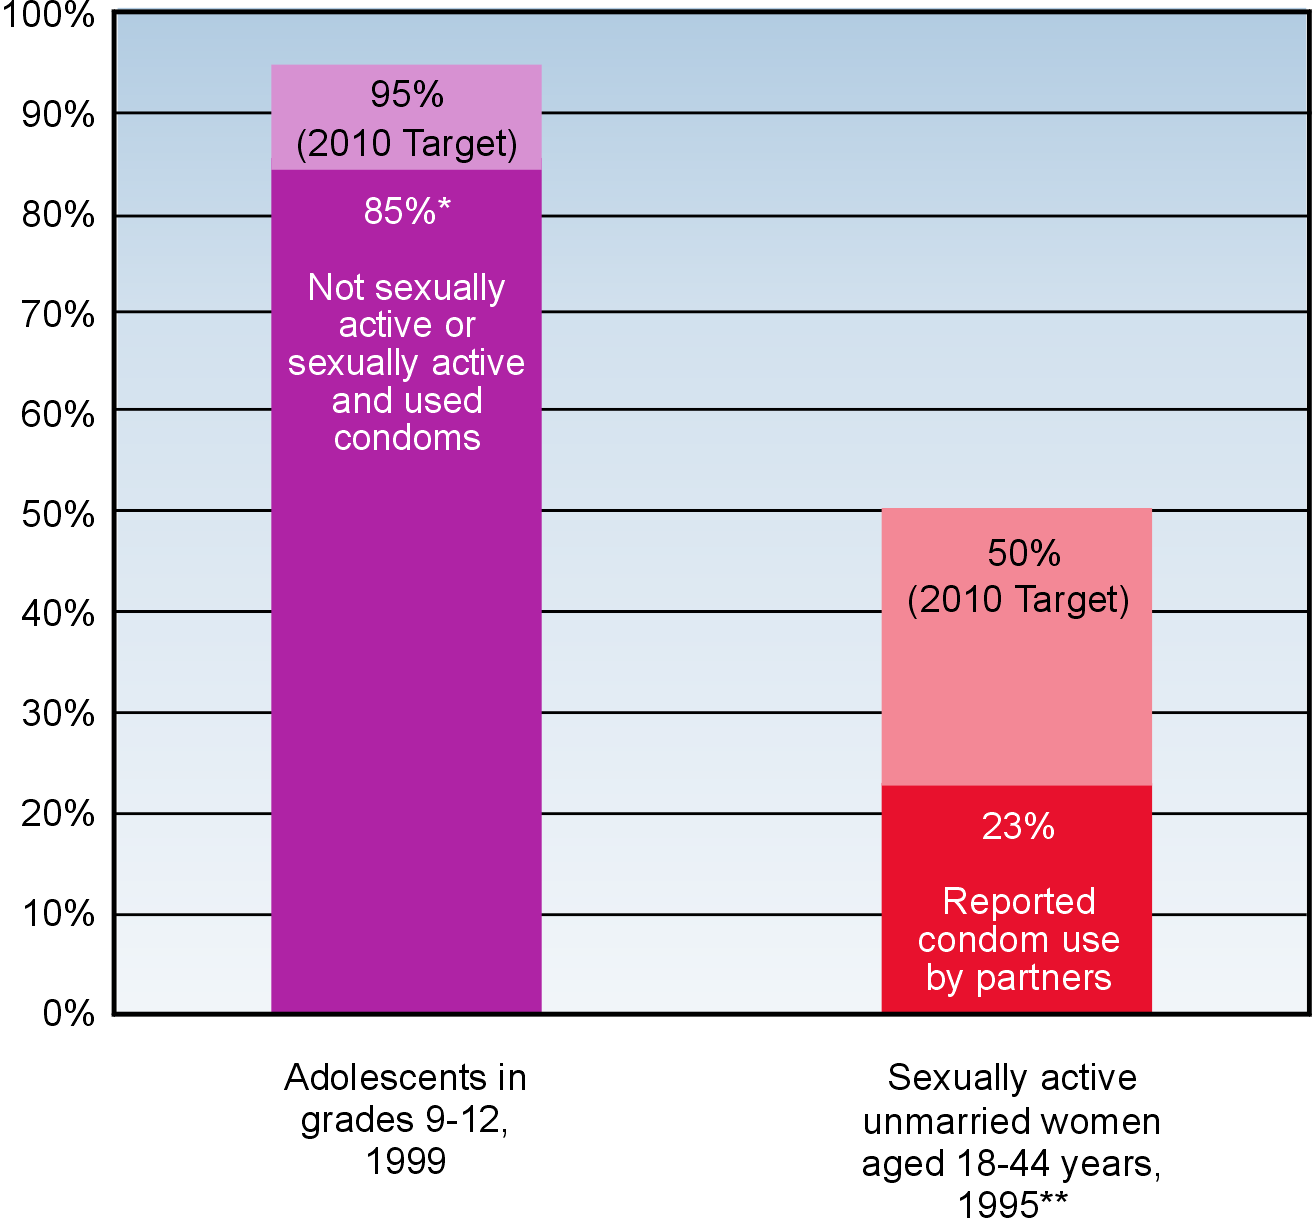 100%
90%
80%
70%
60%
50%
40%
30%
20%
10%
0%
95%
(2010 Target)
85%*
Not sexually
active or
sexually active
and used
condoms
50%
(2010 Target)
23%
Reported
condom use
by partners
Adolescents in
grades 9-12,
1999
Sexually active
unmarried women
aged 18-44 years,
1995**